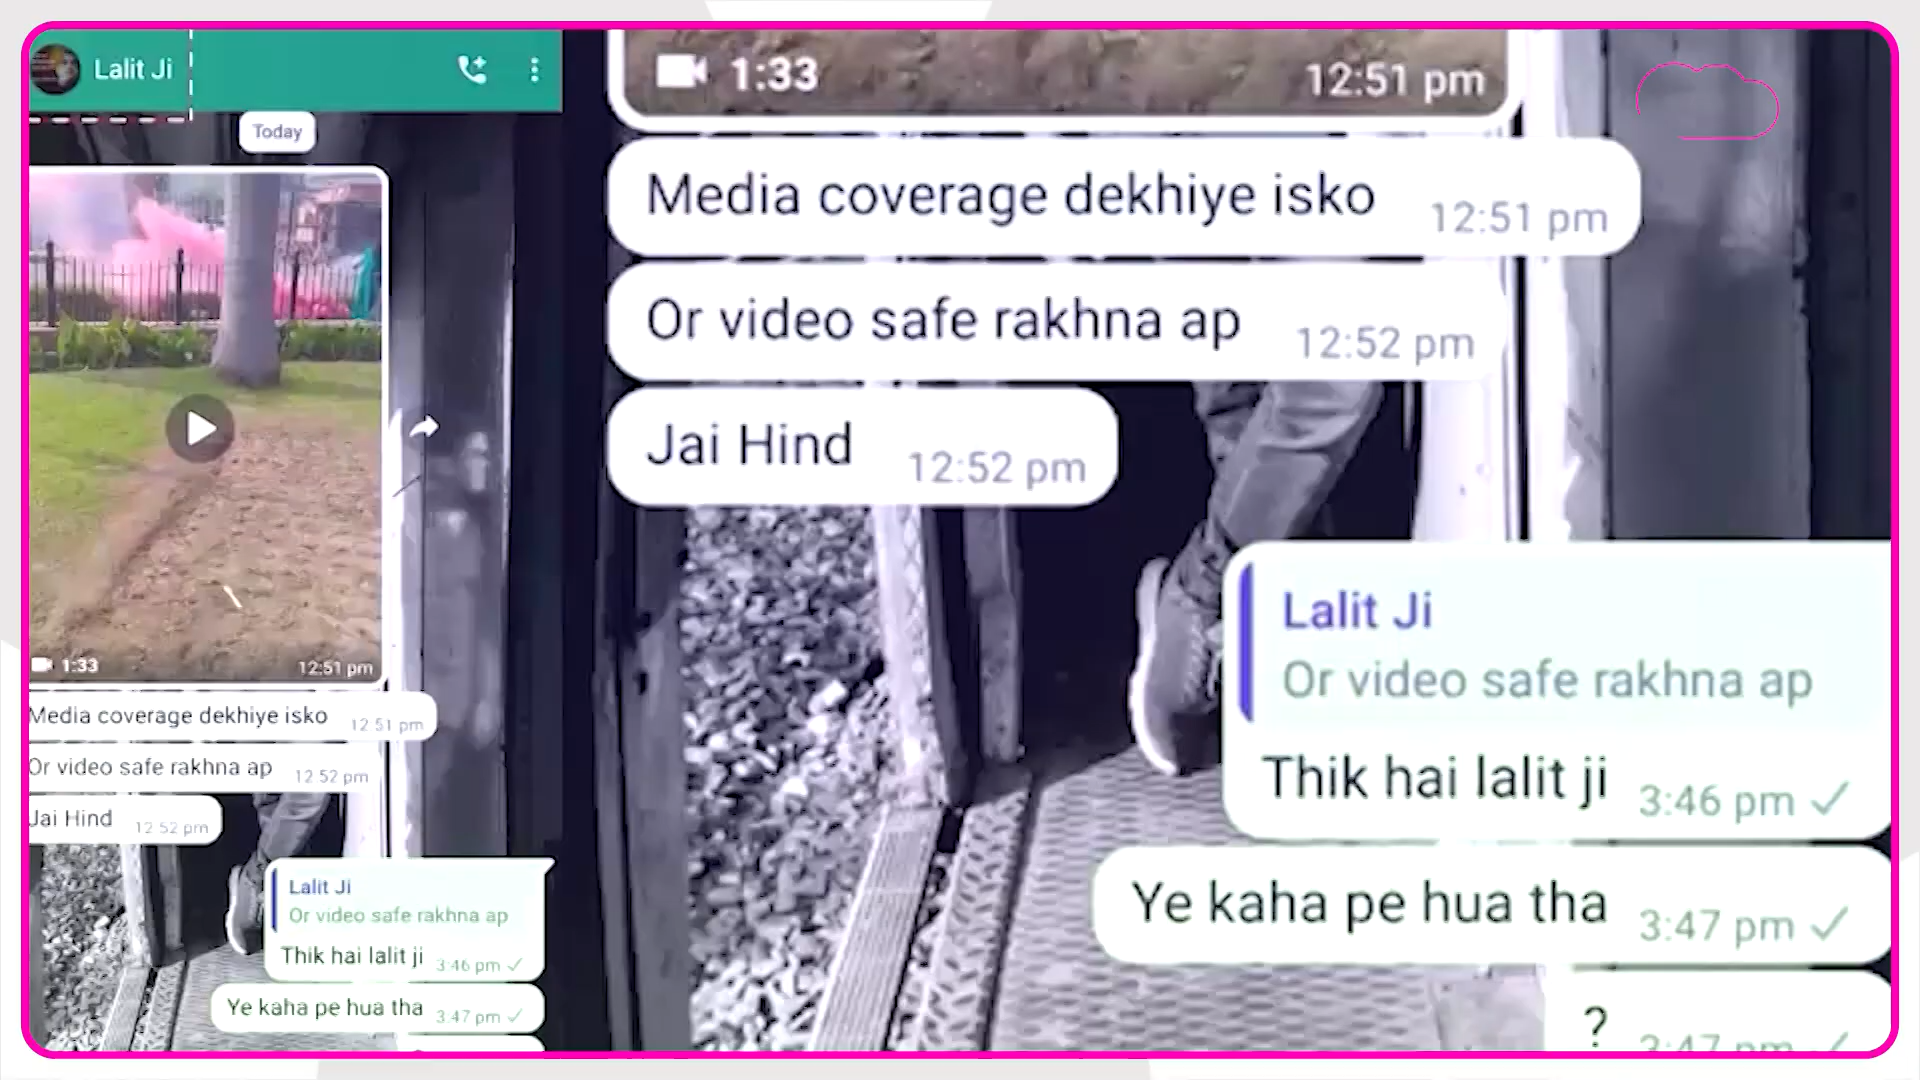 Lalit Ji
Today
1:33
12:51 pm
Media coverage dekhiye isko 12:51 pm
Or video safe rakhna ap 12:52 pm
Jai Hind 12:52 pm
Lalit Ji
Or video safe rakhna ap
Thik hai lalit ji 3:46 pm
Ye kaha pe hua tha 3:47 pm
1:33
12:51 pm
Media coverage dekhiye isko 12:51 pm
Or video safe rakhna ap 12:52 pm
Jai Hind 12:52 pm
Lalit Ji
Or video safe rakhna ap
Thik hai lalit ji 3:46 pm
Ye kaha pe hua tha 3:47 pm
?
3:47 pm